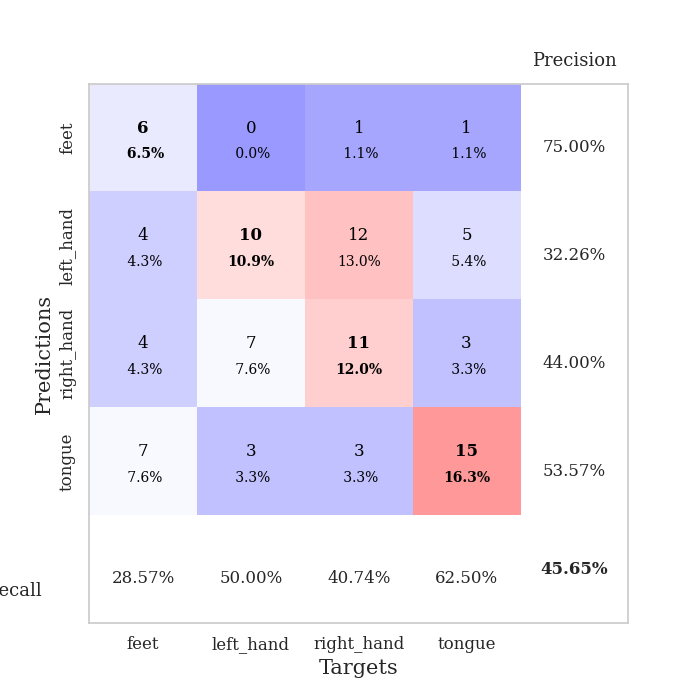 Precision
feet
6 0 1 1
6.5% 0.0% 1.1% 1.1%
75.00%
left_hand
4 10 12 5
4.3% 10.9% 13.0% 5.4%
32.26%
Predictions
right_hand
4 7 11 3
4.3% 7.6% 12.0% 3.3%
44.00%
tongue
7 3 3 15
7.6% 3.3% 3.3% 16.3%
53.57%
ecall
28.57% 50.00% 40.74% 62.50% 45.65%
feet left_hand right_hand tongue
Targets